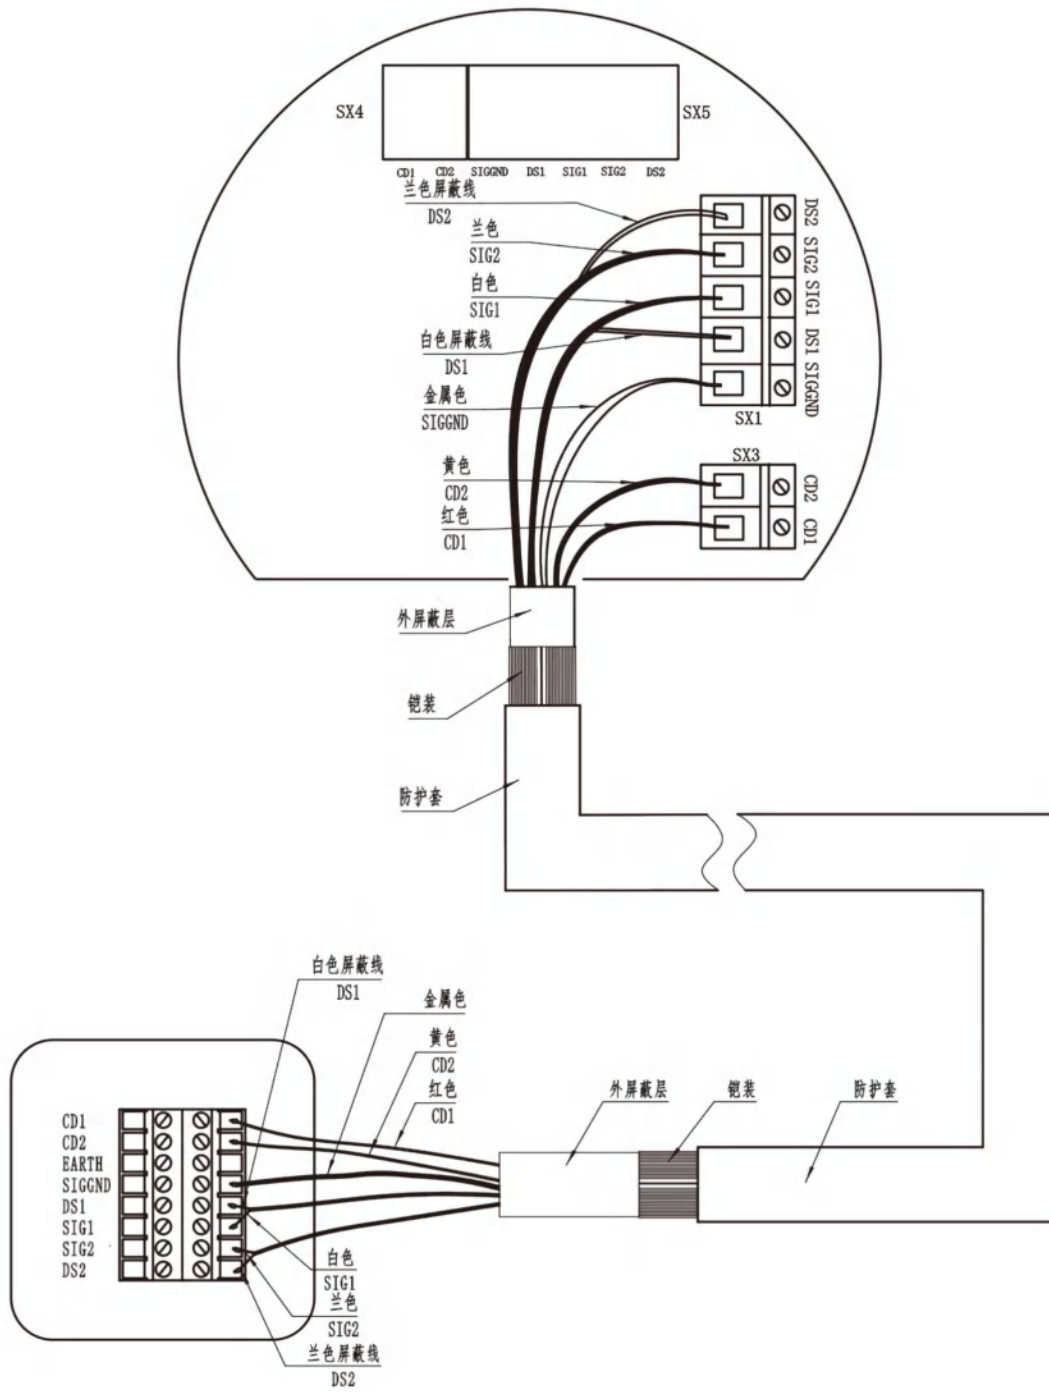 SX4
SX5
CD1 CD2 SIGGND DS1 SIG1 SIG2 DS2
兰色屏蔽线
DS2
兰色
SIG2
白色
SIG1
白色屏蔽线
DS1
金属色
SIGGND
黄色
CD2
红色
CD1
DS2
SIG2
SIG1
DS1
SIGGND
SX1
SX3
CD2
CD1
外屏蔽层
铠装
防护套
白色屏蔽线
DS1
金属色
黄色
CD2
红色
CD1
外屏蔽层
铠装
防护套
CD1
CD2
EARTH
SIGGND
DS1
SIG1
SIG2
DS2
白色
SIG1
兰色
SIG2
兰色屏蔽线
DS2